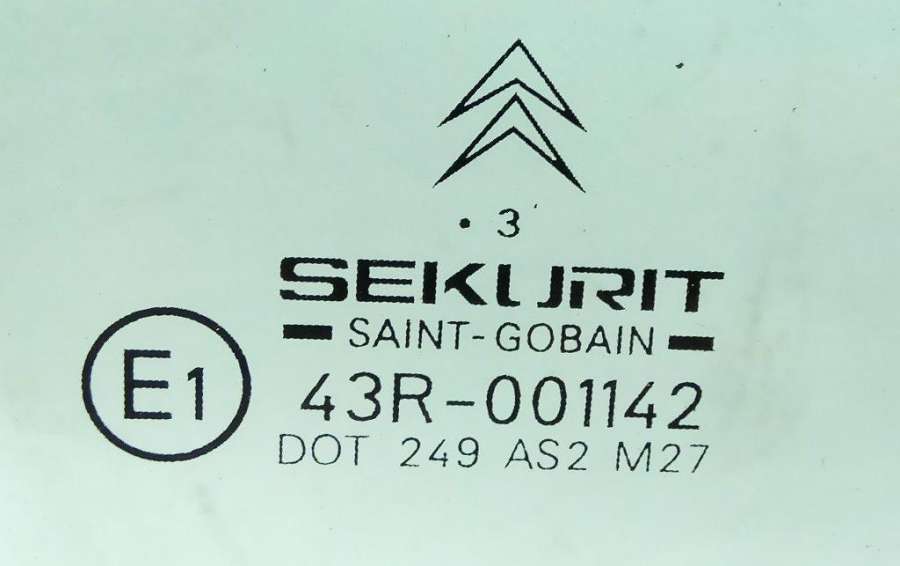 . 3
SEKURIT
SAINT-GOBAIN
E1
43R-001142
DOT 249 AS2 M27